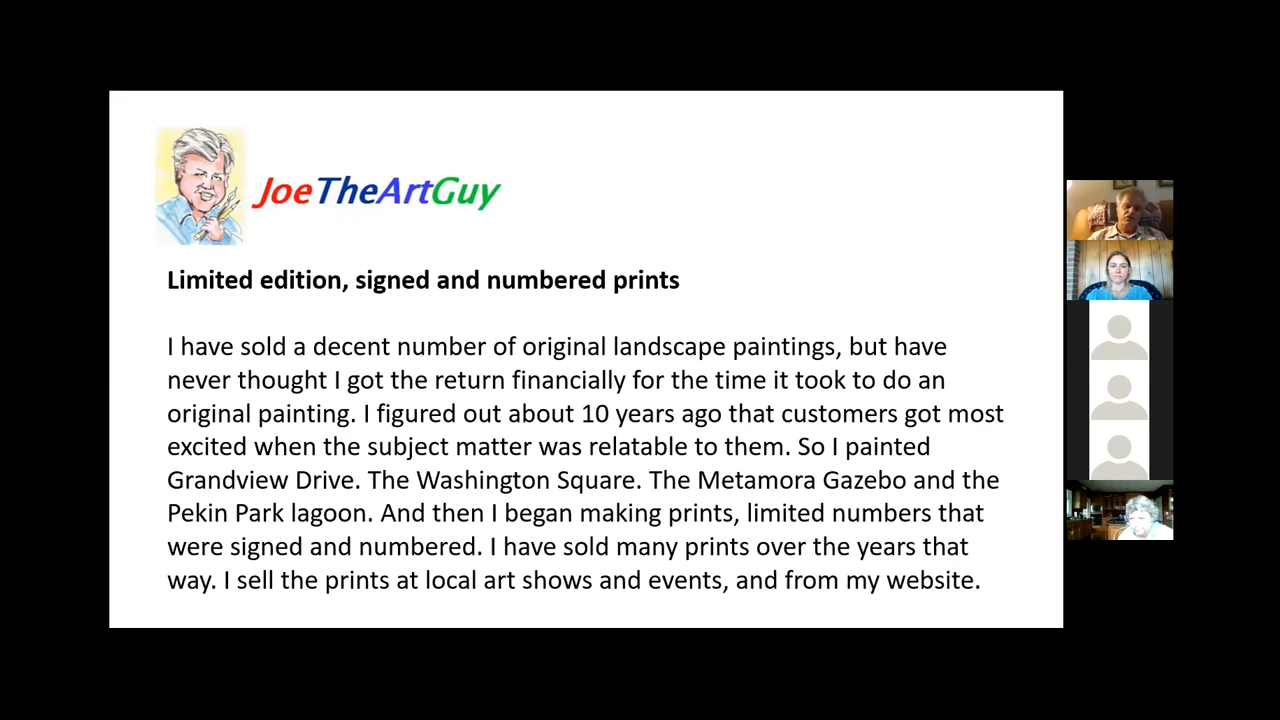 JoeTheArtGuy
Limited edition, signed and numbered prints
I have sold a decent number of original landscape paintings, but have
never thought I got the return financially for the time it took to do an
original painting. I figured out about 10 years ago that customers got most
excited when the subject matter was relatable to them. So I painted
Grandview Drive. The Washington Square. The Metamora Gazebo and the
Pekin Park lagoon. And then I began making prints, limited numbers that
were signed and numbered. I have sold many prints over the years that
way. I sell the prints at local art shows and events, and from my website.